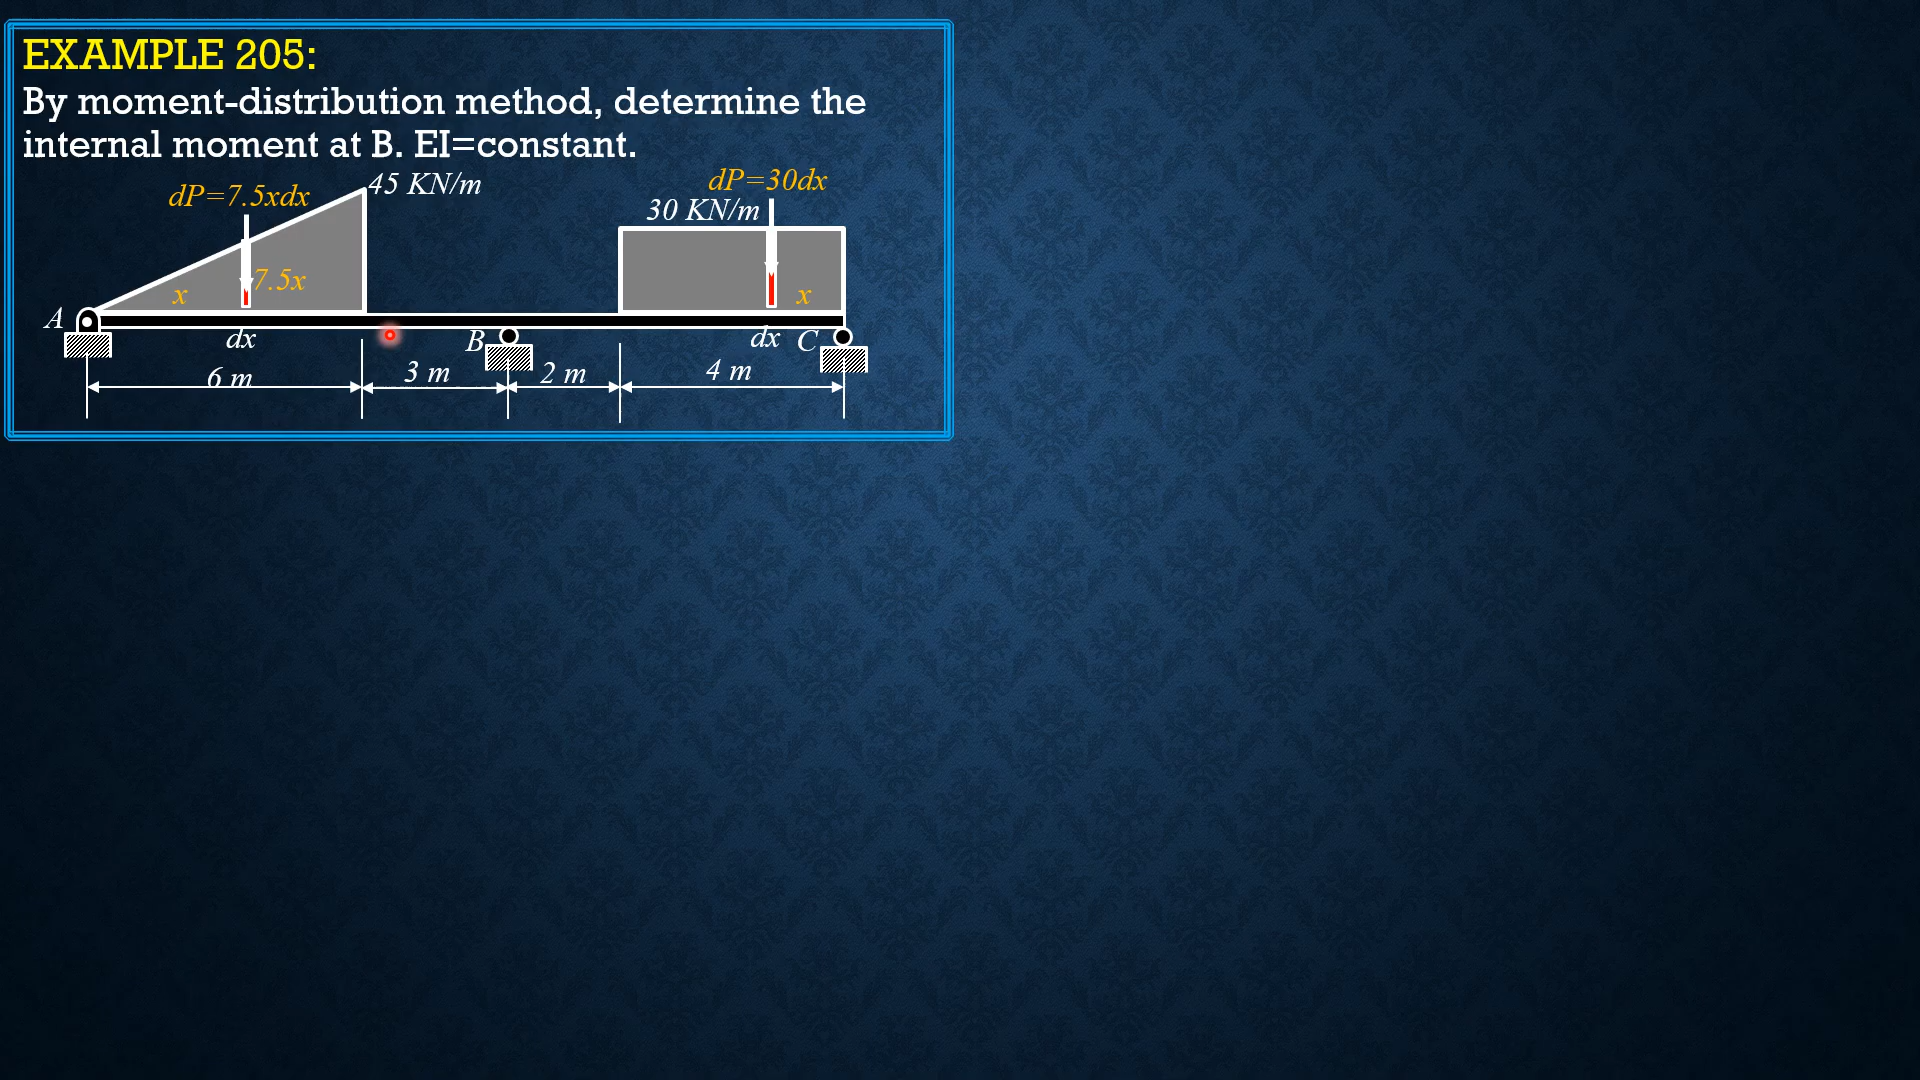 EXAMPLE 205:
By moment-distribution method, determine the
internal moment at B. EI=constant.
dP=7.5xdx
45 KN/m
dP=30dx
30 KN/m
7.5x
x
x
A
dx
B
dx
C
6 m
3 m
2 m
4 m